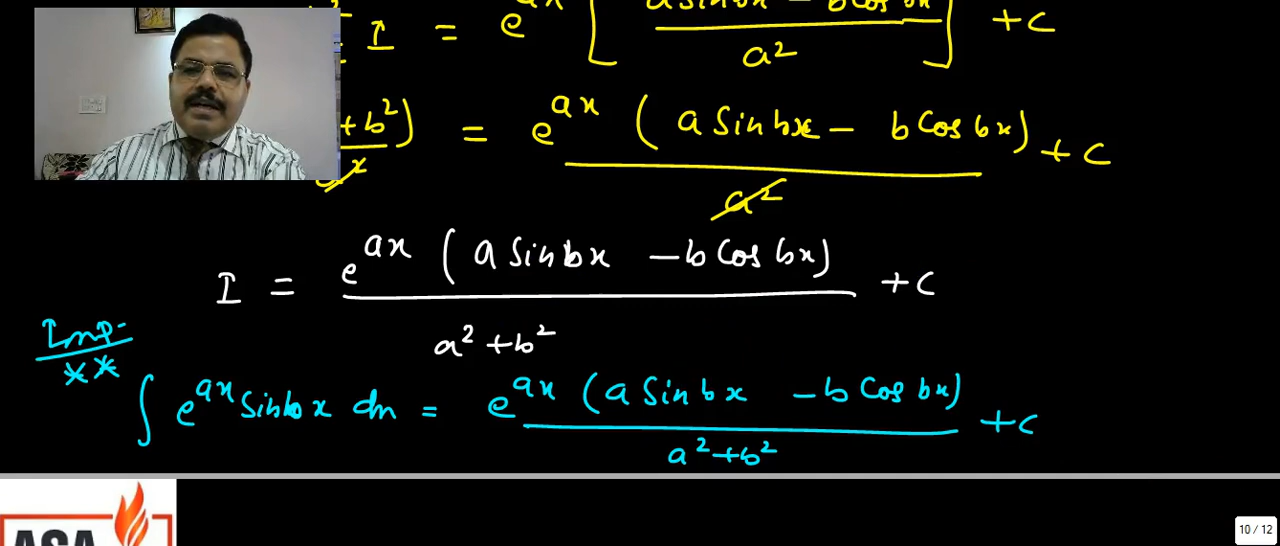 I = e^ax [ a sin bx - b cos bx / a² ] + c
+ b²) / = e^ax ( a Sin bx - b Cos bx ) / a² + c
I = e^ax ( a Sin bx - b Cos bx ) / a² + b² + c
Imp.
**
∫ e^ax Sin bx dx = e^ax ( a Sin bx - b Cos bx ) / a² + b² + c
ASA
10 / 12